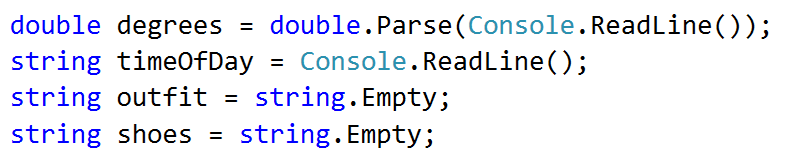 double degrees = double.Parse(Console.ReadLine());
string timeOfDay = Console.ReadLine();
string outfit = string.Empty;
string shoes = string.Empty;